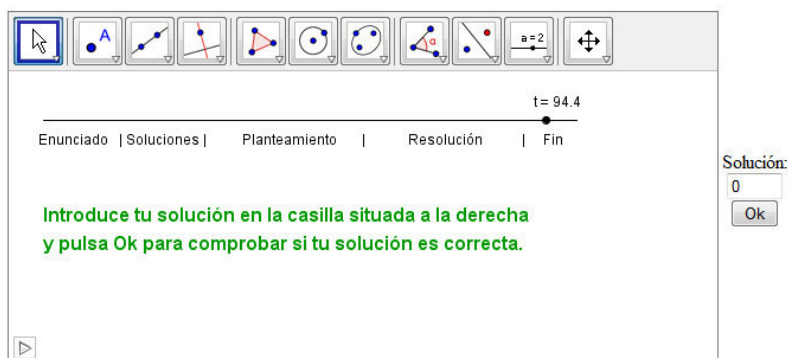 A
α
a = 2
t = 94.4
Enunciado | Soluciones | Planteamiento | Resolución | Fin
Introduce tu solución en la casilla situada a la derecha
y pulsa Ok para comprobar si tu solución es correcta.
Solución:
0
Ok